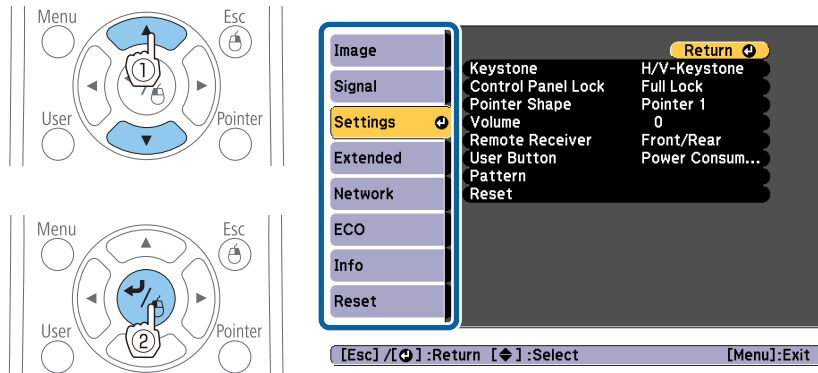 Menu
Esc
1
User
Pointer
Menu
Esc
2
User
Pointer
Image
Signal
Settings
Extended
Network
ECO
Info
Reset
Return
Keystone H/V-Keystone
Control Panel Lock Full Lock
Pointer Shape Pointer 1
Volume 0
Remote Receiver Front/Rear
User Button Power Consum...
Pattern
Reset
[Esc] /[ ] :Return [ ] :Select [Menu]:Exit